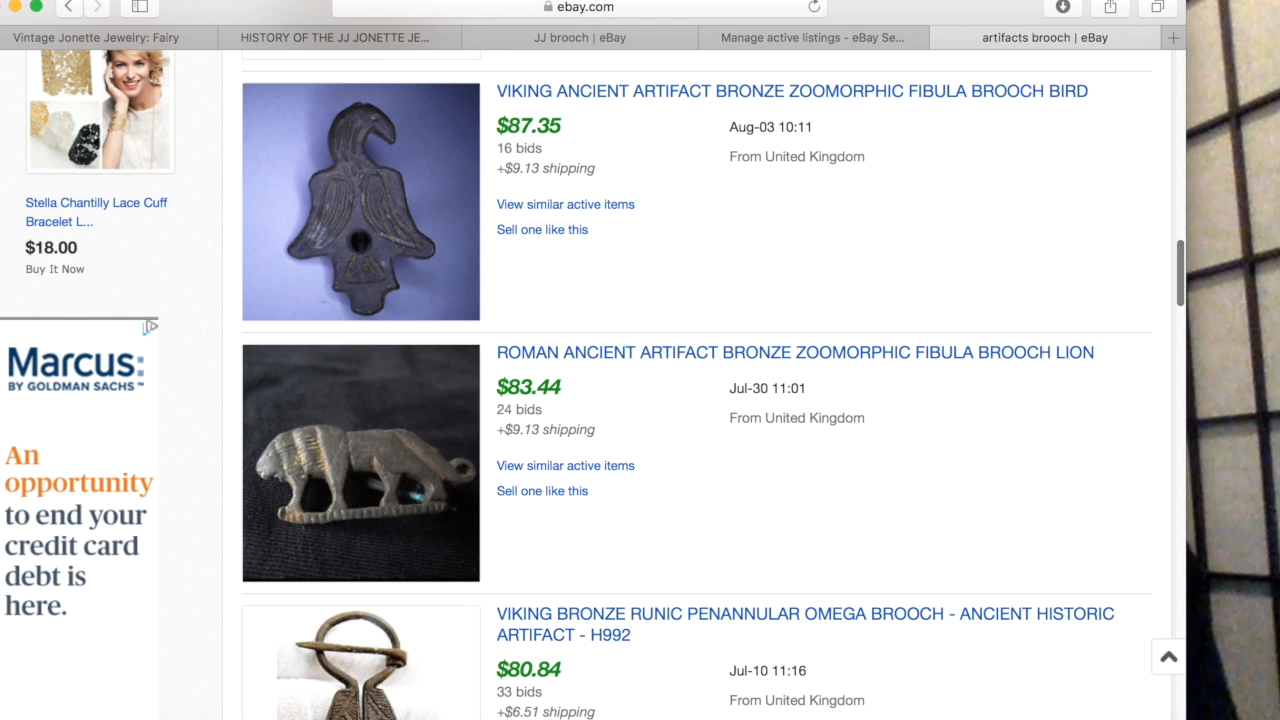 ebay.com
Vintage Jonette Jewelry: Fairy
HISTORY OF THE JJ JONETTE JE...
JJ brooch | eBay
Manage active listings - eBay Se...
artifacts brooch | eBay
Stella Chantilly Lace Cuff
Bracelet L...
$18.00
Buy It Now
Marcus:
BY GOLDMAN SACHS™
An
opportunity
to end your
credit card
debt is
here.
VIKING ANCIENT ARTIFACT BRONZE ZOOMORPHIC FIBULA BROOCH BIRD
$87.35
Aug-03 10:11
16 bids
From United Kingdom
+$9.13 shipping
View similar active items
Sell one like this
ROMAN ANCIENT ARTIFACT BRONZE ZOOMORPHIC FIBULA BROOCH LION
$83.44
Jul-30 11:01
24 bids
From United Kingdom
+$9.13 shipping
View similar active items
Sell one like this
VIKING BRONZE RUNIC PENANNULAR OMEGA BROOCH - ANCIENT HISTORIC
ARTIFACT - H992
$80.84
Jul-10 11:16
33 bids
From United Kingdom
+$6.51 shipping